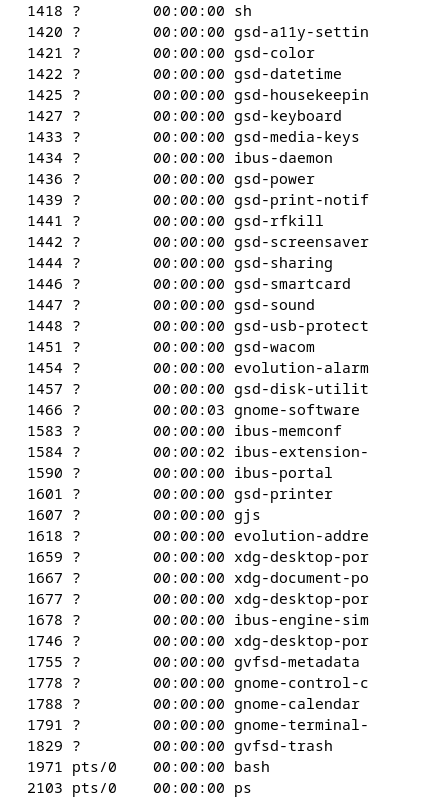 1418 ?        00:00:00 sh
1420 ?        00:00:00 gsd-a11y-settin
1421 ?        00:00:00 gsd-color
1422 ?        00:00:00 gsd-datetime
1425 ?        00:00:00 gsd-housekeepin
1427 ?        00:00:00 gsd-keyboard
1433 ?        00:00:00 gsd-media-keys
1434 ?        00:00:00 ibus-daemon
1436 ?        00:00:00 gsd-power
1439 ?        00:00:00 gsd-print-notif
1441 ?        00:00:00 gsd-rfkill
1442 ?        00:00:00 gsd-screensaver
1444 ?        00:00:00 gsd-sharing
1446 ?        00:00:00 gsd-smartcard
1447 ?        00:00:00 gsd-sound
1448 ?        00:00:00 gsd-usb-protect
1451 ?        00:00:00 gsd-wacom
1454 ?        00:00:00 evolution-alarm
1457 ?        00:00:00 gsd-disk-utilit
1466 ?        00:00:03 gnome-software
1583 ?        00:00:00 ibus-memconf
1584 ?        00:00:02 ibus-extension-
1590 ?        00:00:00 ibus-portal
1601 ?        00:00:00 gsd-printer
1607 ?        00:00:00 gjs
1618 ?        00:00:00 evolution-addre
1659 ?        00:00:00 xdg-desktop-por
1667 ?        00:00:00 xdg-document-po
1677 ?        00:00:00 xdg-desktop-por
1678 ?        00:00:00 ibus-engine-sim
1746 ?        00:00:00 xdg-desktop-por
1755 ?        00:00:00 gvfsd-metadata
1778 ?        00:00:00 gnome-control-c
1788 ?        00:00:00 gnome-calendar
1791 ?        00:00:00 gnome-terminal-
1829 ?        00:00:00 gvfsd-trash
1971 pts/0    00:00:00 bash
2103 pts/0    00:00:00 ps